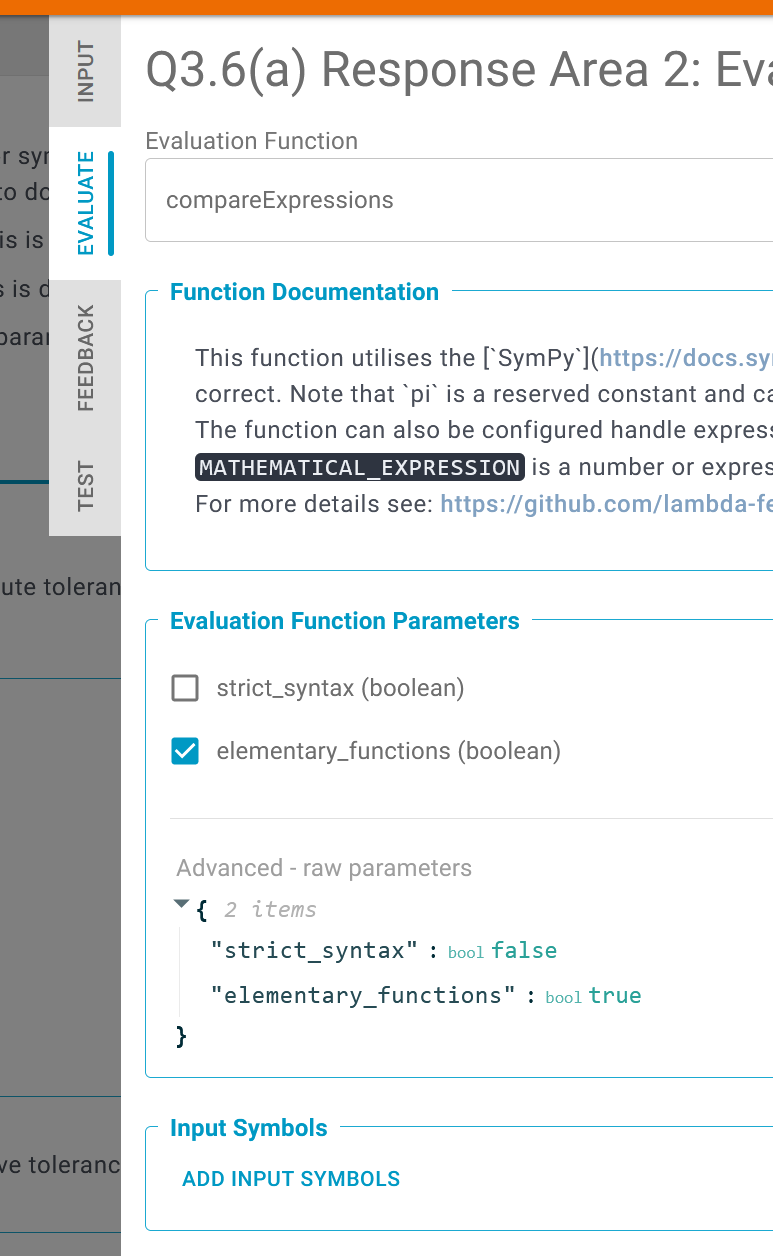 INPUT
EVALUATE
FEEDBACK
TEST
Q3.6(a) Response Area 2:
Evaluation Function
compareExpressions
Function Documentation
This function utilises the [`SymPy`](https://docs.sy
correct. Note that `pi` is a reserved constant and ca
The function can also be configured handle express
MATHEMATICAL_EXPRESSION is a number or expres
For more details see: https://github.com/lambda-fe
Evaluation Function Parameters
strict_syntax (boolean)
elementary_functions (boolean)
Advanced - raw parameters
{ 2 items
"strict_syntax" : bool false
"elementary_functions" : bool true
}
Input Symbols
ADD INPUT SYMBOLS
to do
is is
s is d
ute toleran
ve toleranc